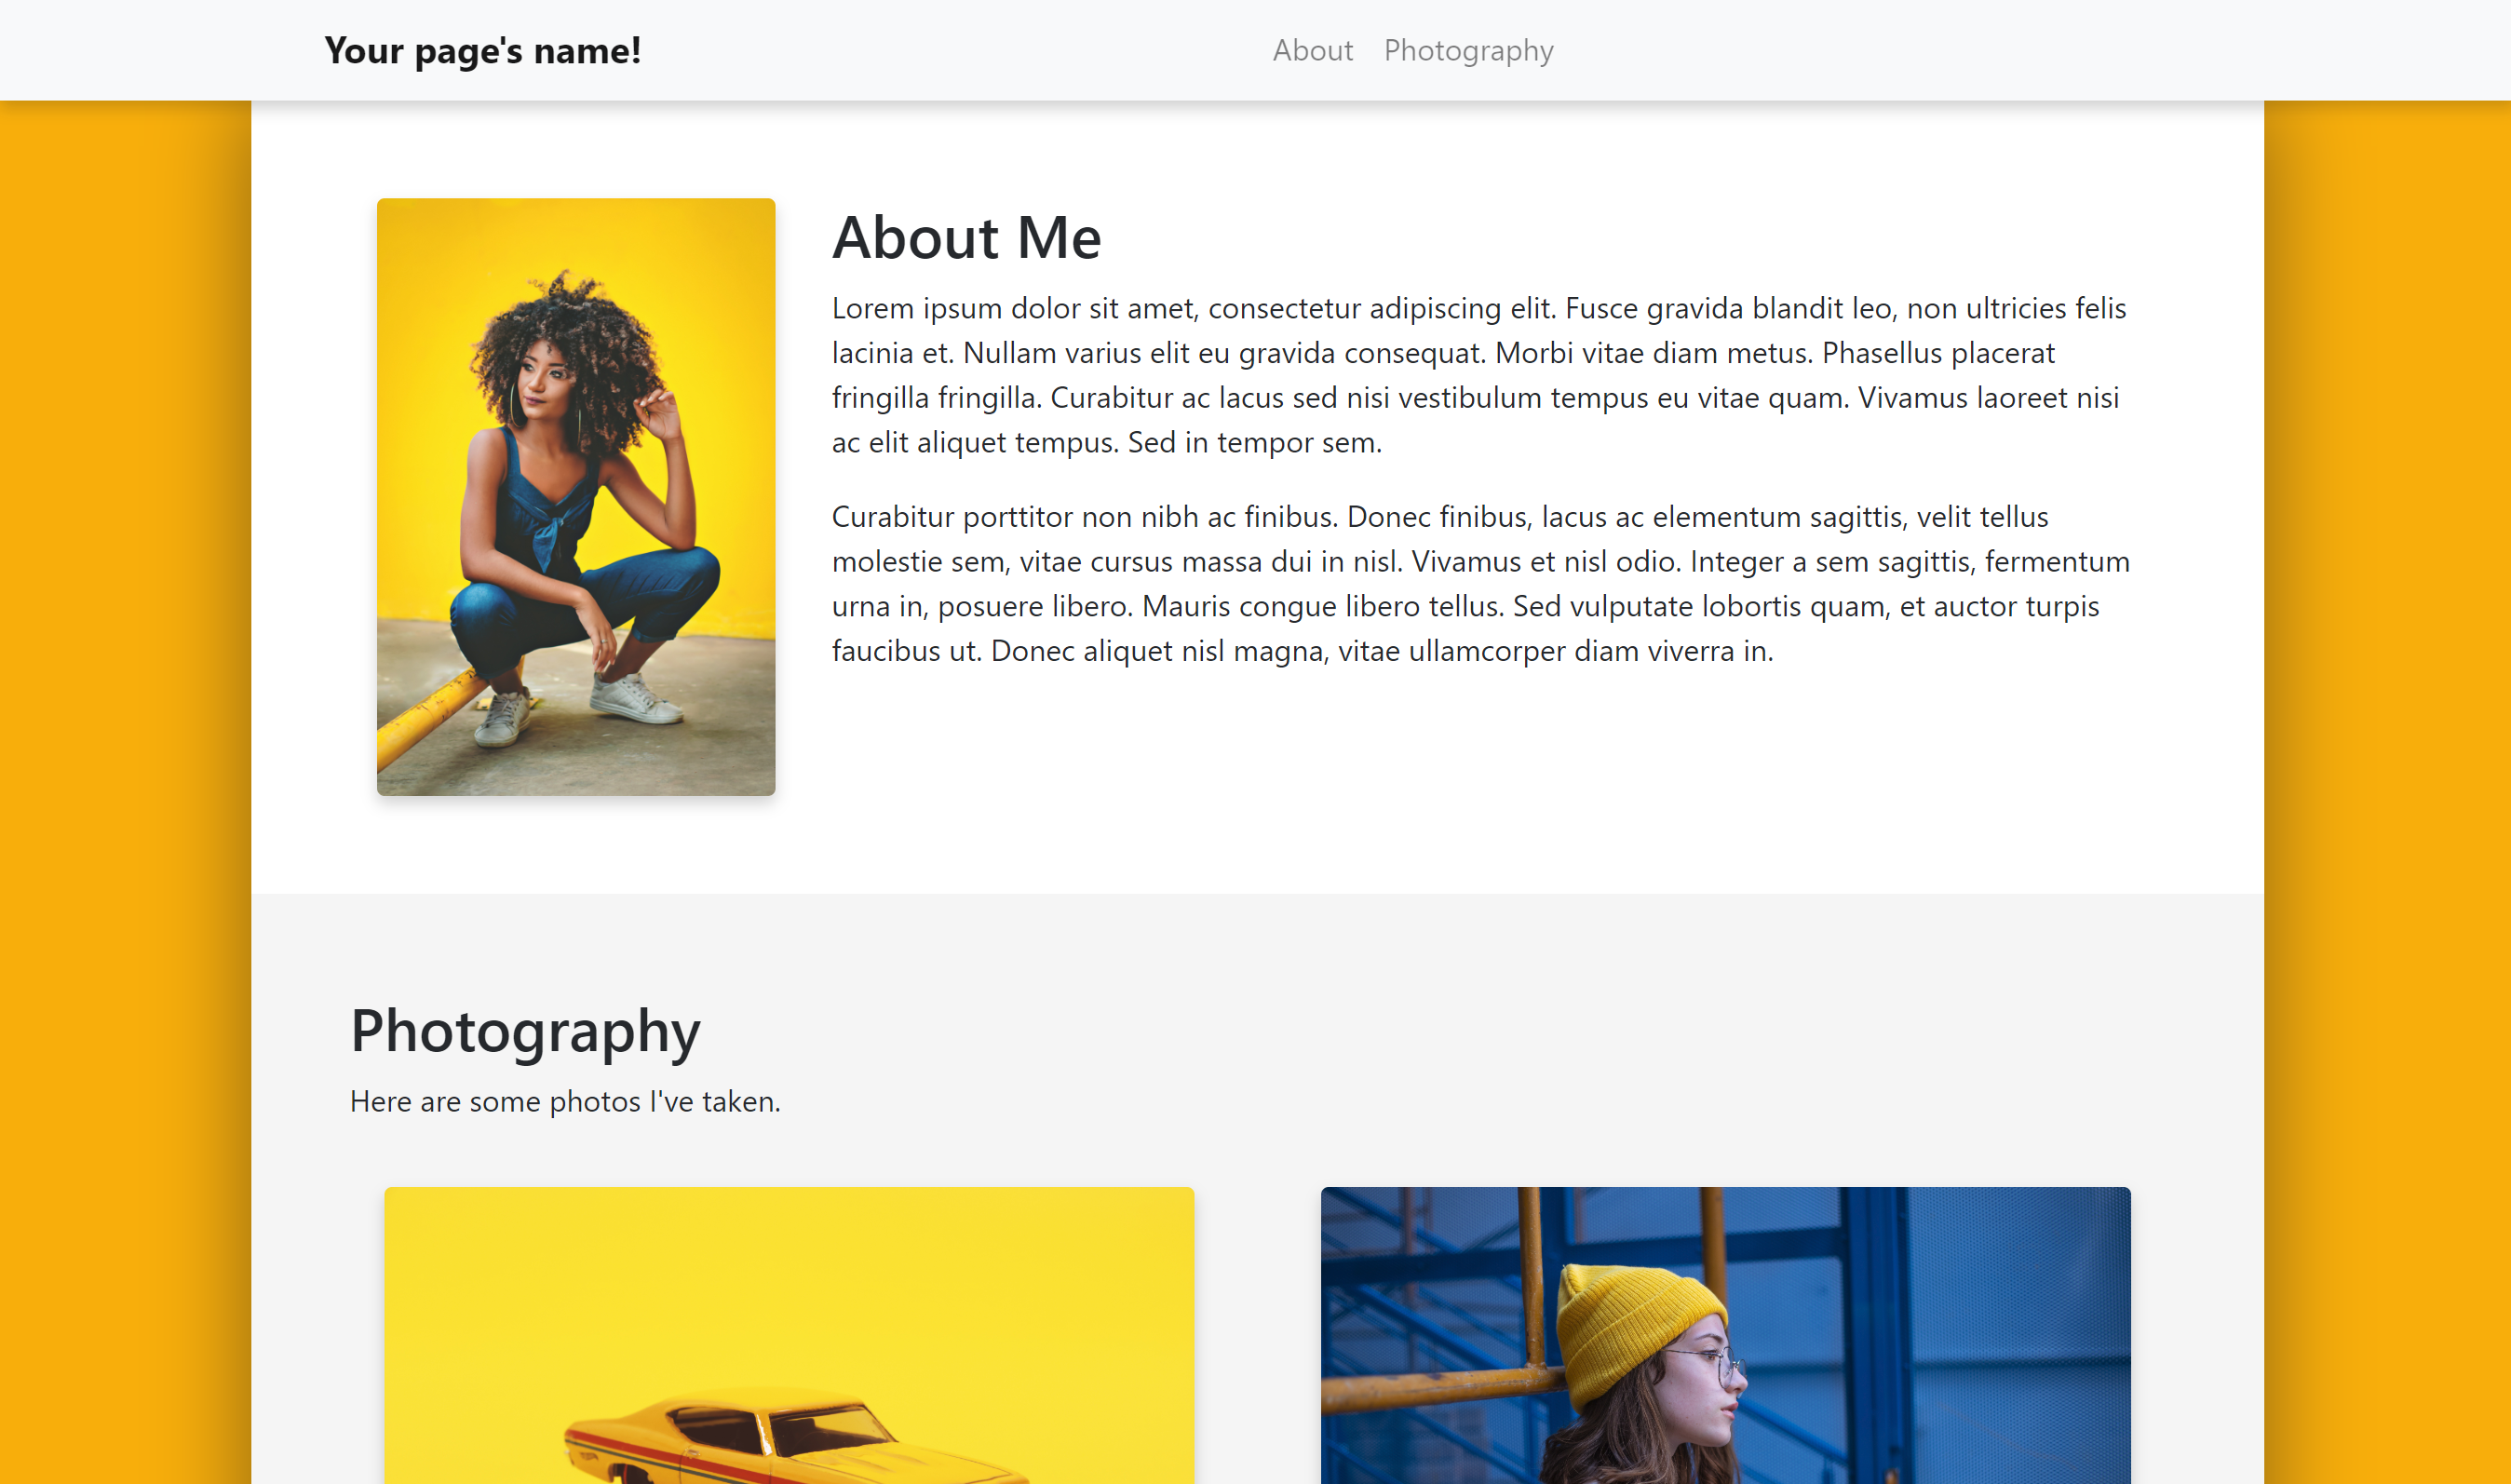 Your page's name!
About Photography
About Me
Lorem ipsum dolor sit amet, consectetur adipiscing elit. Fusce gravida blandit leo, non ultricies felis
lacinia et. Nullam varius elit eu gravida consequat. Morbi vitae diam metus. Phasellus placerat
fringilla fringilla. Curabitur ac lacus sed nisi vestibulum tempus eu vitae quam. Vivamus laoreet nisi
ac elit aliquet tempus. Sed in tempor sem.
Curabitur porttitor non nibh ac finibus. Donec finibus, lacus ac elementum sagittis, velit tellus
molestie sem, vitae cursus massa dui in nisl. Vivamus et nisl odio. Integer a sem sagittis, fermentum
urna in, posuere libero. Mauris congue libero tellus. Sed vulputate lobortis quam, et auctor turpis
faucibus ut. Donec aliquet nisl magna, vitae ullamcorper diam viverra in.
Photography
Here are some photos I've taken.